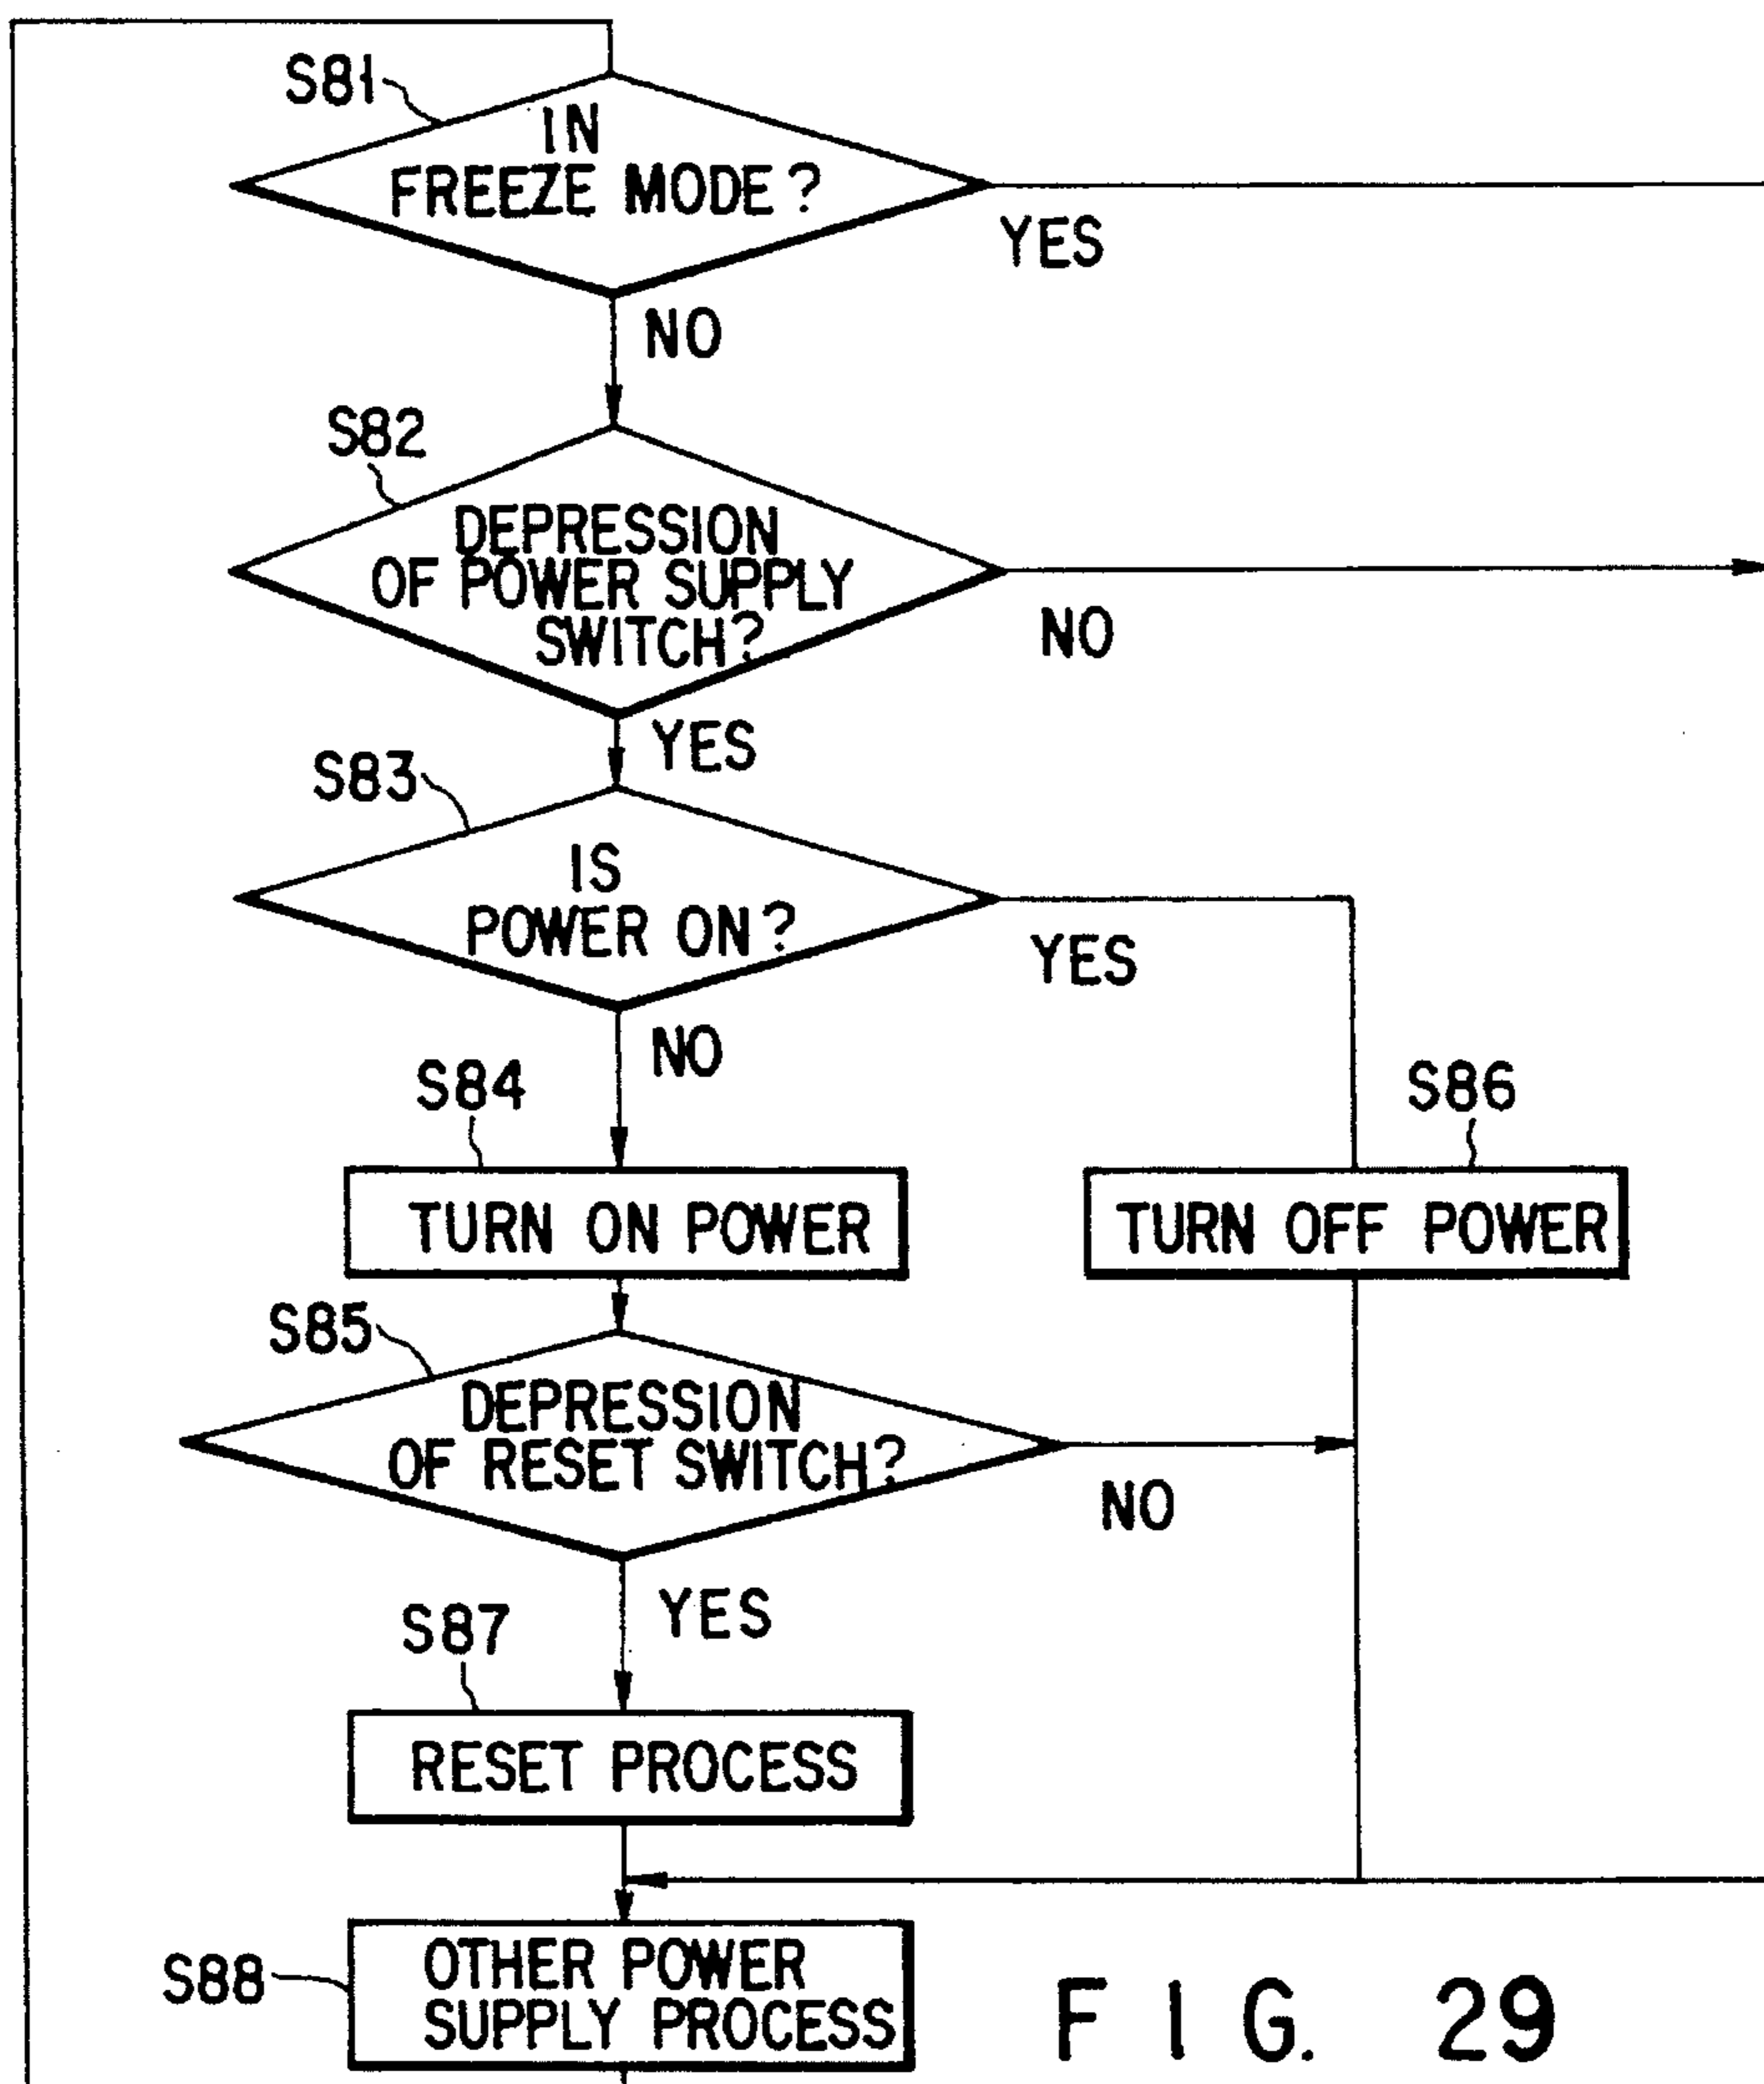 S81
IN
FREEZE MODE?
YES
NO
S82
DEPRESSION
OF POWER SUPPLY
SWITCH?
NO
YES
S83
IS
POWER ON?
YES
NO
S84
S86
TURN ON POWER
TURN OFF POWER
S85
DEPRESSION
OF RESET SWITCH?
NO
YES
S87
RESET PROCESS
S88
OTHER POWER
SUPPLY PROCESS
FIG. 29